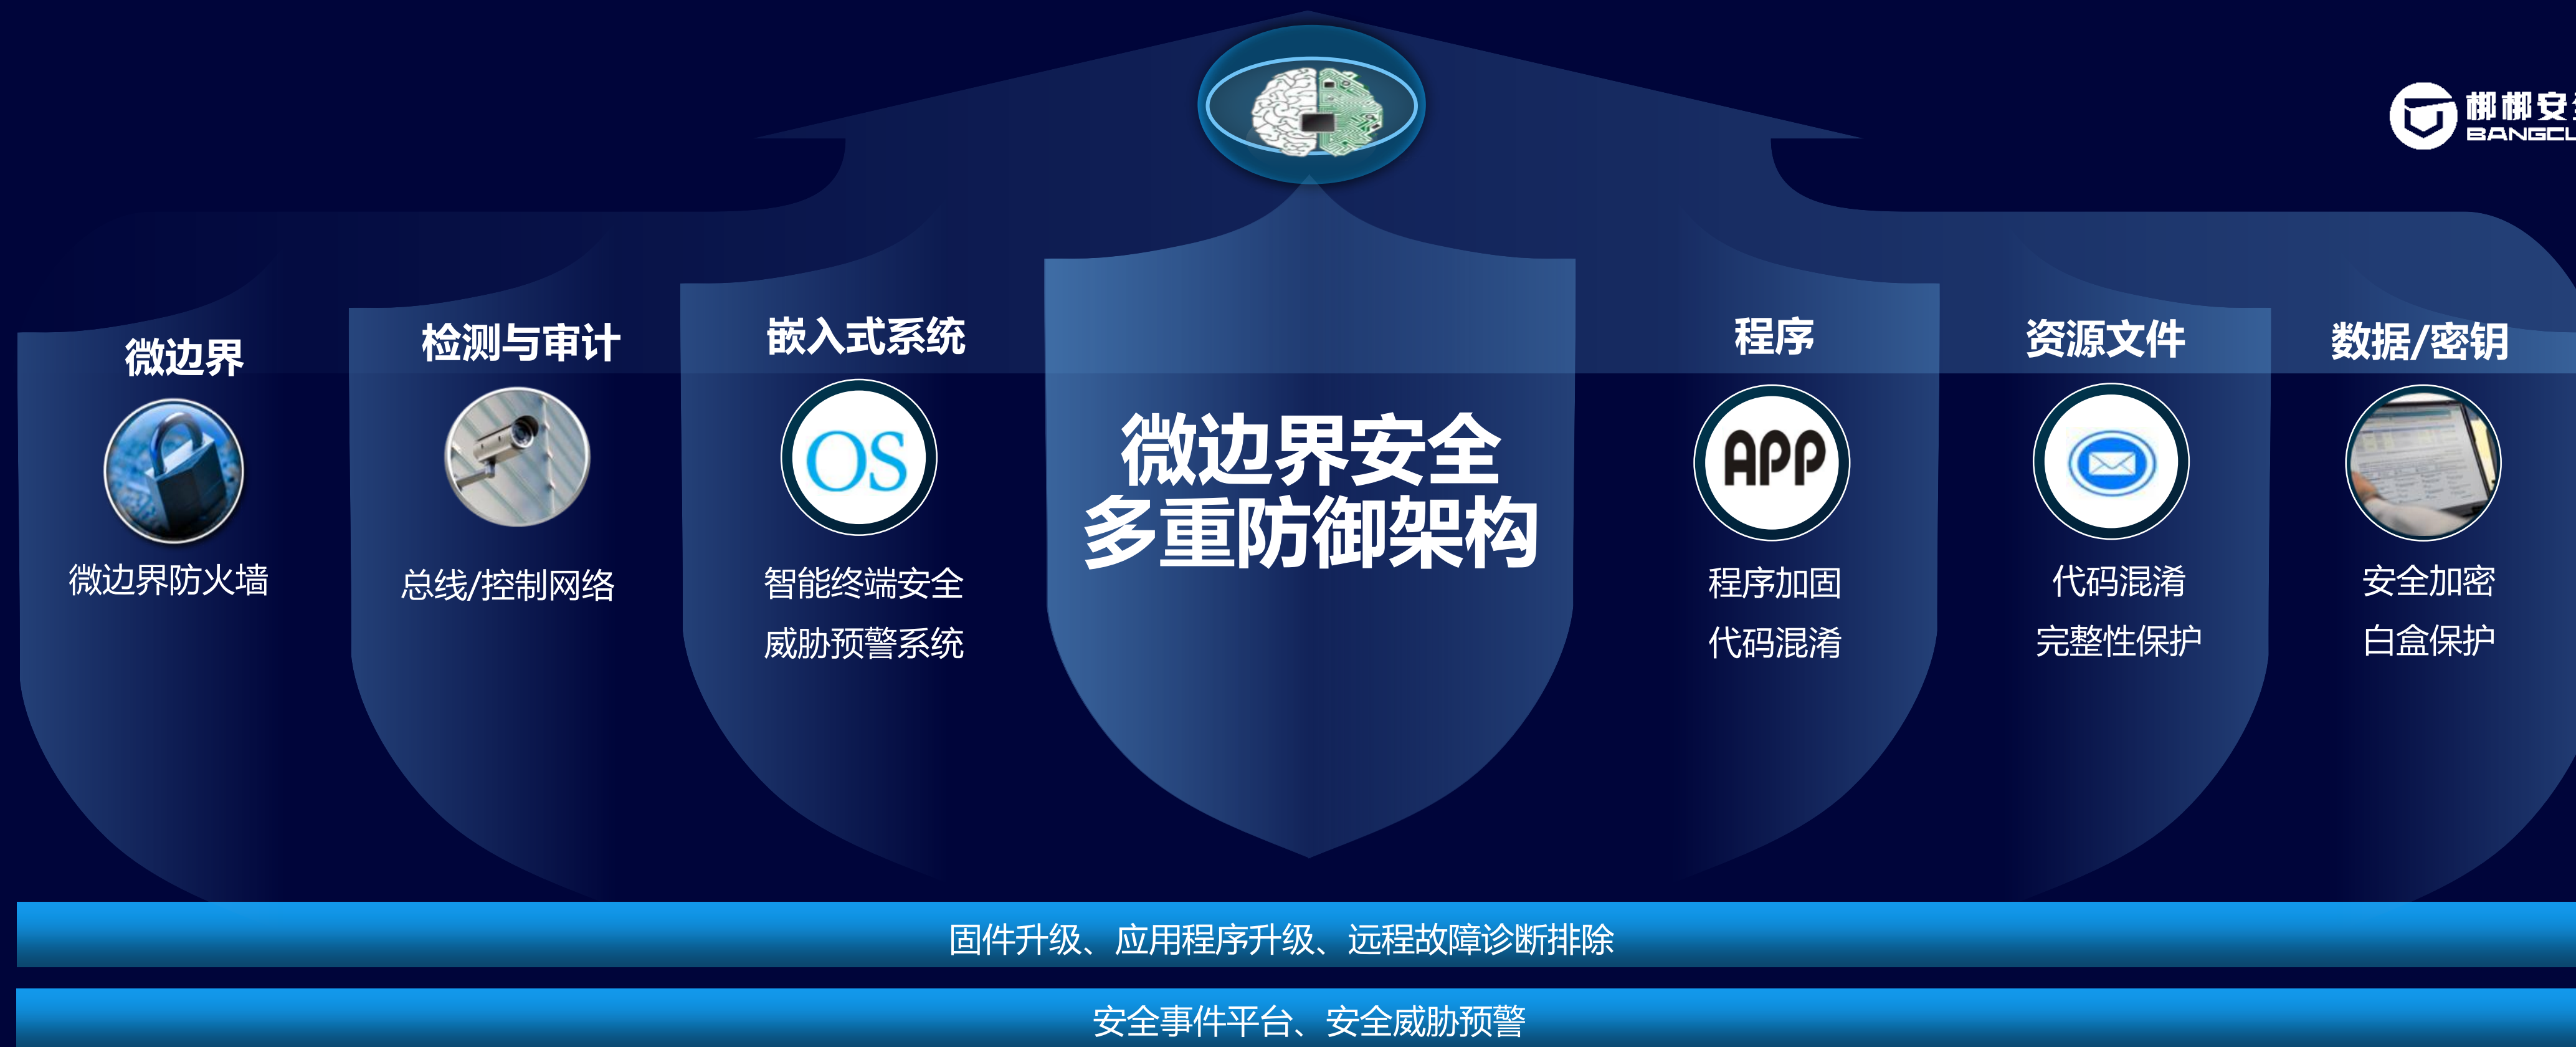 梆梆安全
微边界
检测与审计
嵌入式系统
程序
资源文件
数据/密钥
OS
APP
微边界安全
多重防御架构
微边界防火墙
总线/控制网络
智能终端安全
威胁预警系统
程序加固
代码混淆
代码混淆
完整性保护
安全加密
白盒保护
固件升级、应用程序升级、远程故障诊断排除
安全事件平台、安全威胁预警